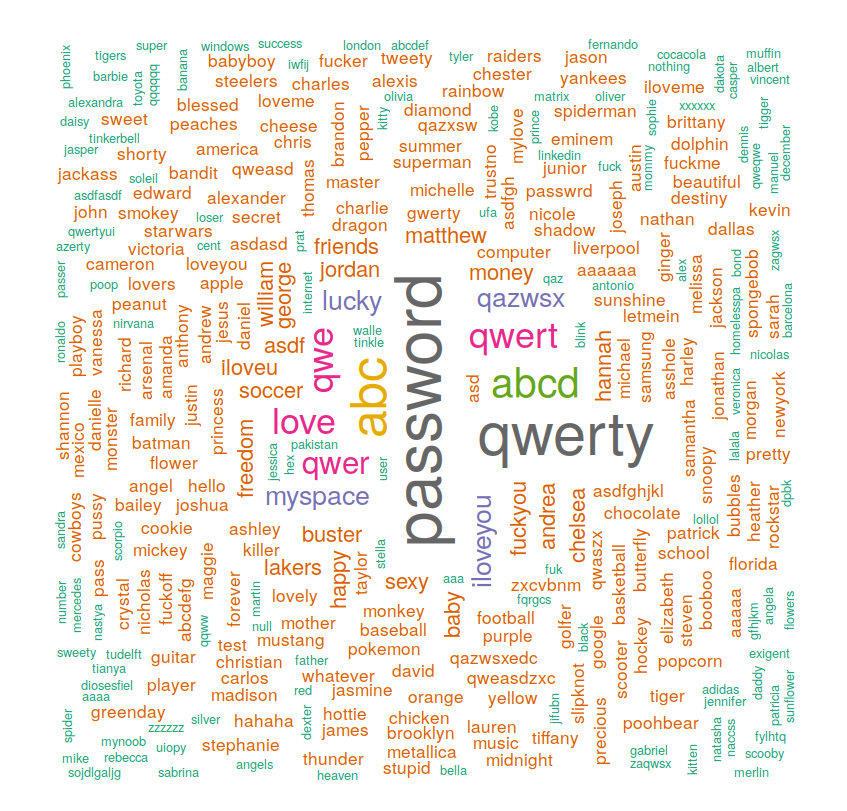 super
windows
success
london
abcdef
fernando
phoenix
tigers
babyboy
iwfij
fucker
tweety
tyler
raiders
jason
cocacola
nothing
muffin
albert
vincent
barbie
toyota
qqqqqq
banana
steelers
charles
alexis
chester
rainbow
yankees
iloveme
dakota
casper
alexandra
blessed
loveme
olivia
kitty
diamond
matrix
oliver
xxxxxx
tigger
daisy
sweet
peaches
cheese
chris
brandon
pepper
qazxsw
kobe
mylove
prince
spiderman
sophie
brittany
tinkerbell
jasper
shorty
america
summer
superman
eminem
linkedin
dolphin
dennis
qweqwe
manuel
december
jackass
soleil
bandit
qweasd
thomas
master
michelle
trustno
asdfgh
junior
passwrd
fuck
austin
mommy
fuckme
beautiful
asdfasdf
edward
alexander
charlie
gwerty
ufa
nicole
joseph
destiny
john
smokey
loser
secret
dragon
shadow
nathan
kevin
qwertyui
starwars
matthew
dallas
azerty
victoria
cent
asdasd
prat
friends
computer
liverpool
ginger
zagwsx
passer
cameron
loveyou
jordan
money
qaz
aaaaaa
alex
melissa
bond
poop
lovers
apple
william
george
internet
antonio
jackson
homelesspa
spongebob
sarah
barcelona
peanut
lucky
password
qazwsx
sunshine
letmein
ronaldo
playboy
vanessa
nirvana
anthony
andrew
jesus
daniel
asdf
qwe
walle
tinkle
qwert
blink
hannah
michael
samsung
asshole
harley
nicolas
richard
arsenal
amanda
iloveu
abc
asd
abcd
jonathan
veronica
morgan
newyork
shannon
mexico
danielle
monster
family
justin
princess
soccer
love
qwerty
samantha
snoopy
lalala
batman
freedom
pakistan
pretty
flower
jessica
hex
qwer
user
angel
hello
myspace
iloveyou
fuckyou
andrea
chelsea
asdfghjkl
bubbles
heather
rockstar
dpbk
sandra
cowboys
pussy
bailey
joshua
chocolate
lollol
scorpio
cookie
ashley
buster
patrick
mickey
killer
stella
qwaszx
basketball
butterfly
school
number
mercedes
pass
nastya
crystal
nicholas
fuckoff
abcdefg
maggie
lakers
happy
taylor
sexy
aaa
fuk
zxcvbnm
florida
forever
martin
lovely
baby
fqrgcs
elizabeth
steven
booboo
aaaaa
gfhjkm
angela
flowers
qqww
null
mother
monkey
baseball
football
purple
golfer
black
google
scooter
hockey
test
mustang
pokemon
sweety
tudelft
tianya
guitar
christian
father
qazwsxedc
popcorn
exigent
carlos
whatever
david
qweasdzxc
diosesfiel
aaaa
player
madison
red
jasmine
orange
yellow
jifubn
slipknot
precious
tiger
adidas
jennifer
daddy
patricia
sunflower
greenday
silver
hahaha
dexter
hottie
james
chicken
brooklyn
lauren
music
tiffany
poohbear
spider
zzzzzz
mynoob
uiopy
stephanie
metallica
gabriel
zaqwsx
kitten
natasha
naccss
fylhtq
scooby
mike
rebecca
sojdlgaljg
sabrina
angels
thunder
heaven
stupid
bella
midnight
merlin